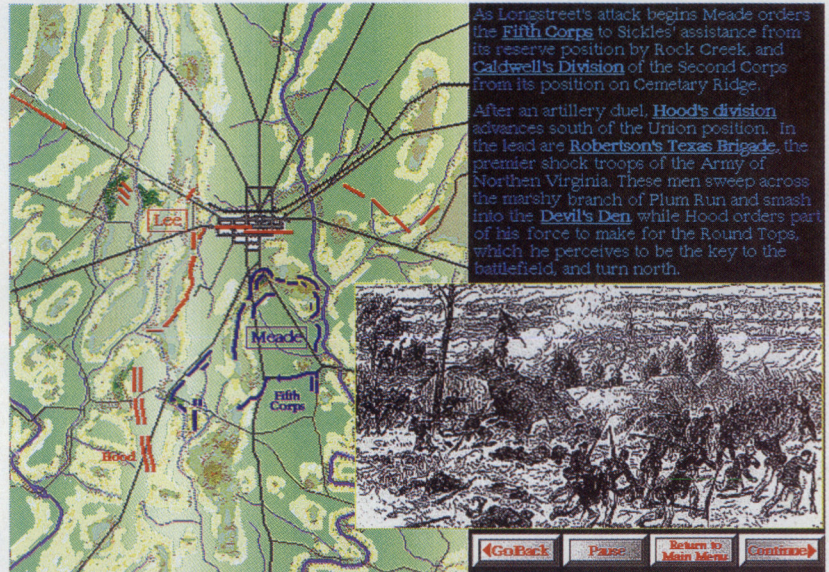 As Longstreet's attack begins Meade orders
the Fifth Corps to Sickles' assistance from
its reserve position by Rock Creek, and
Caldwell's Division of the Second Corps
from its position on Cemetary Ridge.
After an artillery duel, Hood's division
advances south of the Union position. In
the lead are Robertson's Texas Brigade, the
premier shock troops of the Army of
Northen Virginia. These men sweep across
the marshy branch of Plum Run and smash
into the Devil's Den, while Hood orders part
of his force to make for the Round Tops,
which he perceives to be the key to the
battlefield, and turn north.
Lee
Meade
Fifth
Corps
Hood
Go Back
Pause
Return to
Main Menu
Continue